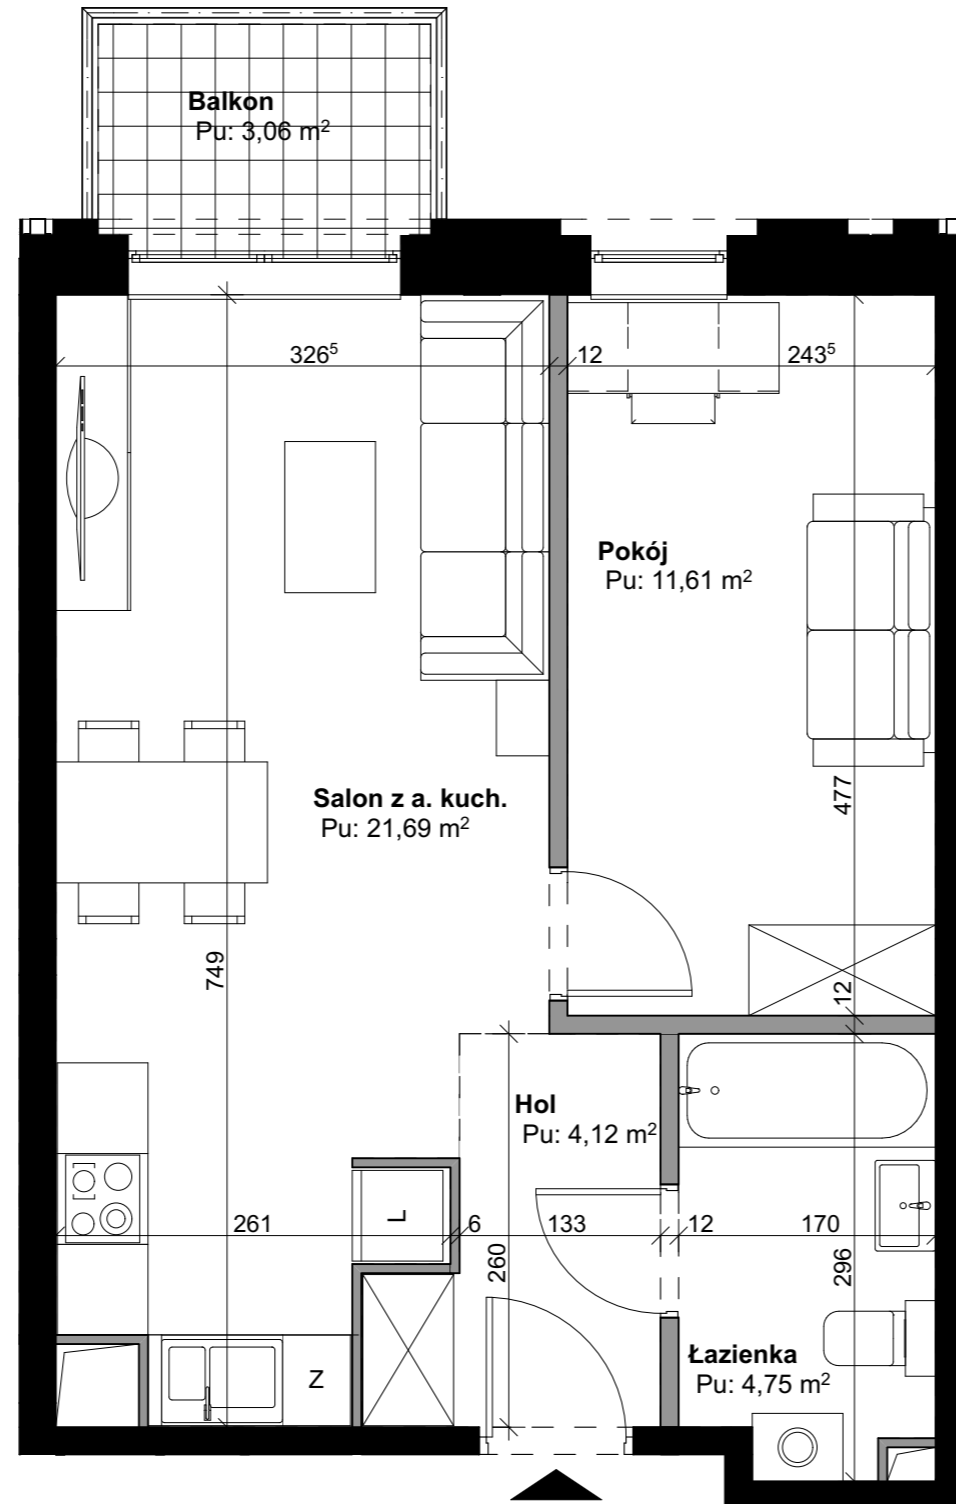 Balkon
Pu: 3,06 m²
326⁵
12
243⁵
Pokój
Pu: 11,61 m²
477
Salon z a. kuch.
Pu: 21,69 m²
749
12
Hol
Pu: 4,12 m²
L
261
6
133
12
170
260
296
Łazienka
Pu: 4,75 m²
Z